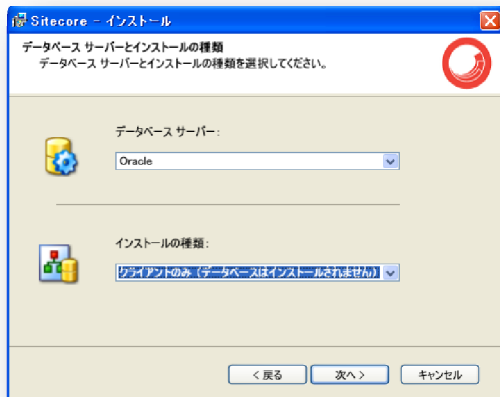 Sitecore - インストール
データベース サーバーとインストールの種類
データベース サーバーとインストールの種類を選択してください。
データベース サーバー:
Oracle
インストールの種類:
クライアントのみ (データベースはインストールされません)
< 戻る
次へ >
キャンセル